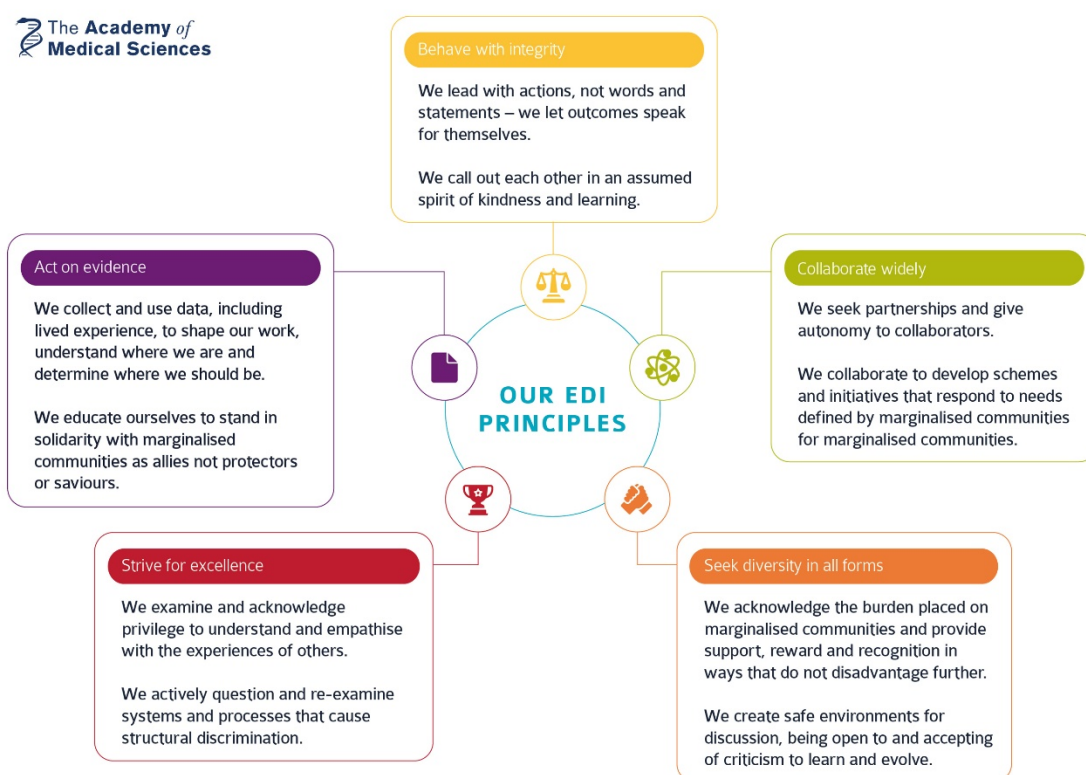 The Academy of
Medical Sciences
Behave with integrity
We lead with actions, not words and
statements – we let outcomes speak
for themselves.
We call out each other in an assumed
spirit of kindness and learning.
Act on evidence
We collect and use data, including
lived experience, to shape our work,
understand where we are and
determine where we should be.
We educate ourselves to stand in
solidarity with marginalised
communities as allies not protectors
or saviours.
Collaborate widely
We seek partnerships and give
autonomy to collaborators.
We collaborate to develop schemes
and initiatives that respond to needs
defined by marginalised communities
for marginalised communities.
OUR EDI
PRINCIPLES
Strive for excellence
We examine and acknowledge
privilege to understand and empathise
with the experiences of others.
We actively question and re-examine
systems and processes that cause
structural discrimination.
Seek diversity in all forms
We acknowledge the burden placed on
marginalised communities and provide
support, reward and recognition in
ways that do not disadvantage further.
We create safe environments for
discussion, being open to and accepting
of criticism to learn and evolve.